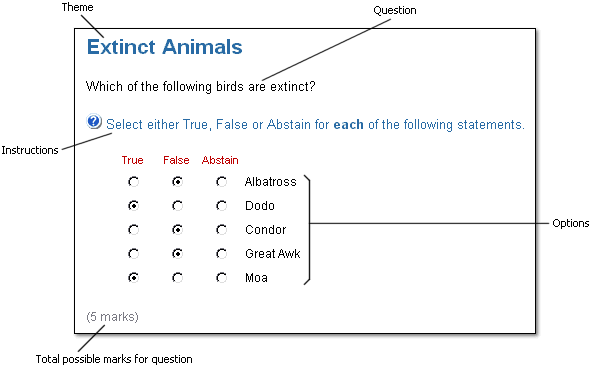 Theme
Question
Extinct Animals
Which of the following birds are extinct?
Select either True, False or Abstain for each of the following statements.
Instructions
True False Abstain
Albatross
Dodo
Options
Condor
Great Awk
Moa
(5 marks)
Total possible marks for question